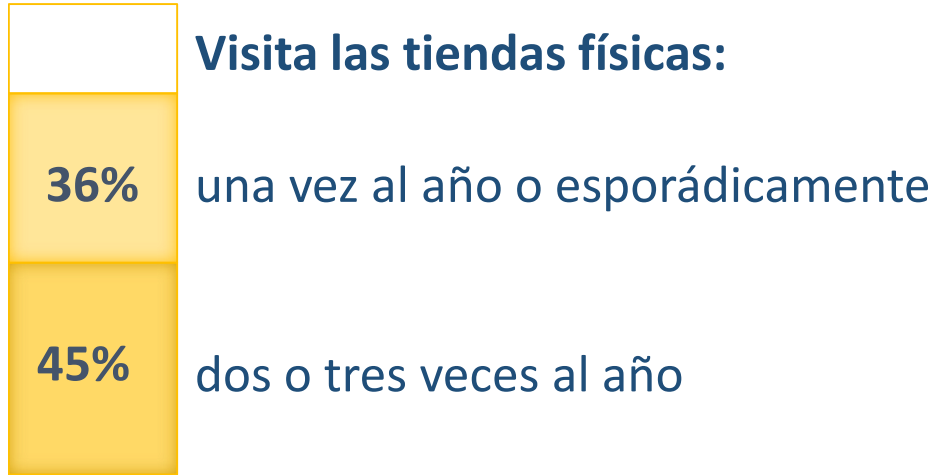 Visita las tiendas físicas:
36% una vez al año o esporádicamente
45% dos o tres veces al año